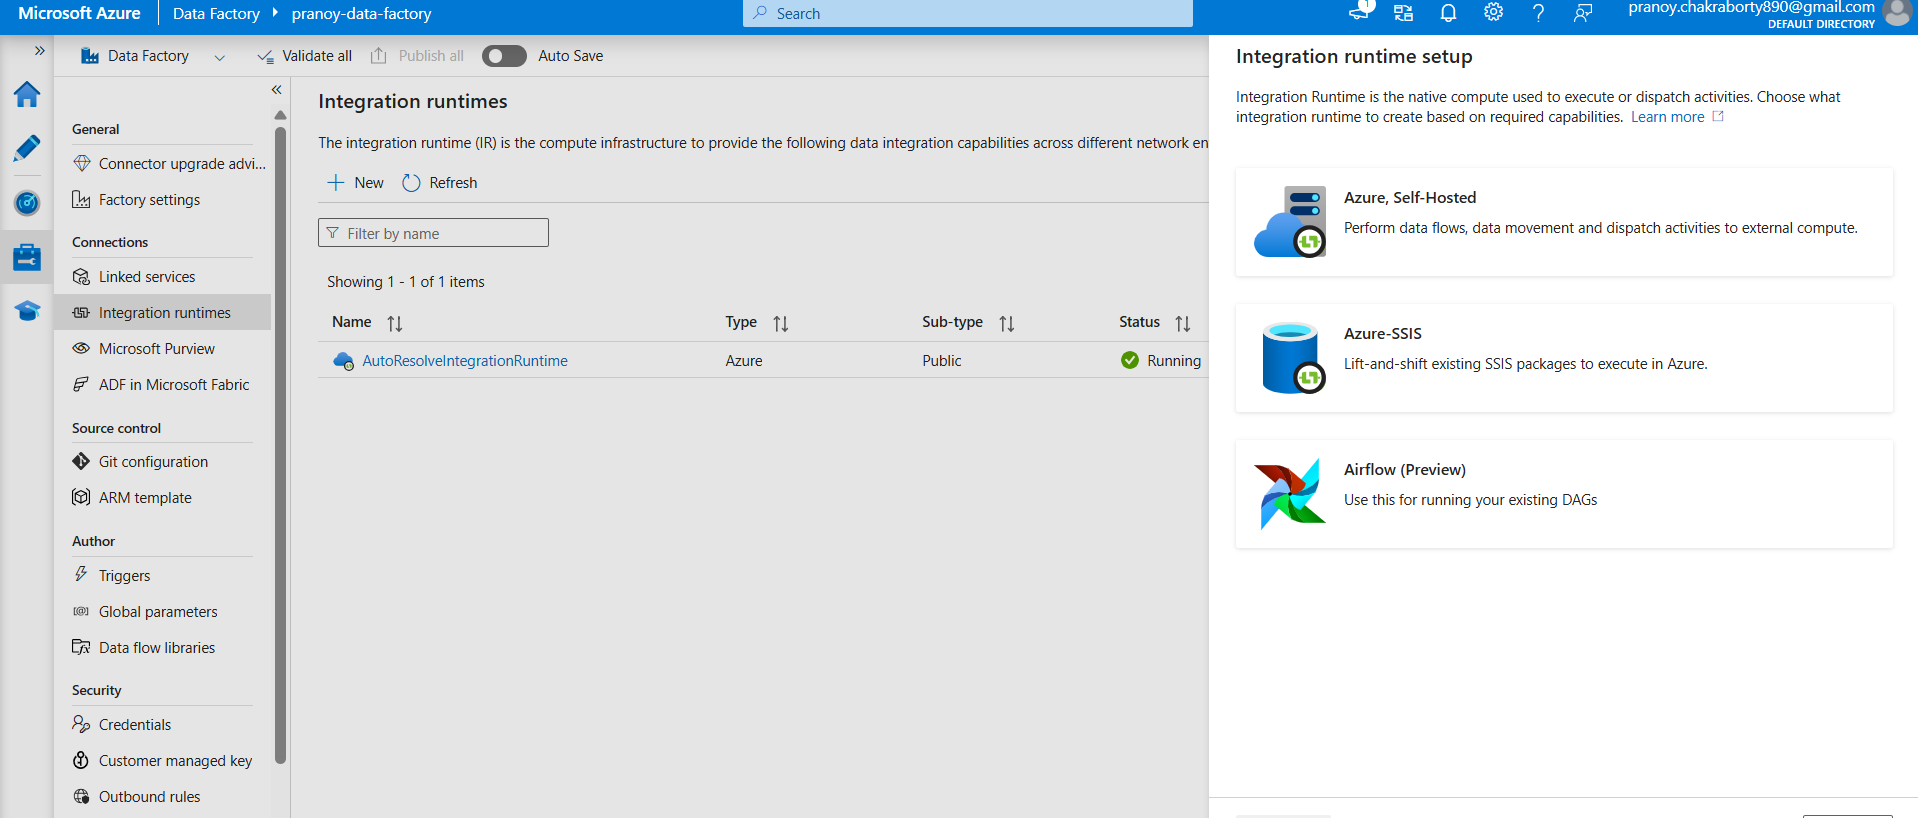 Microsoft Azure
Data Factory
pranoy-data-factory
Search
1
pranoy.chakraborty890@gmail.com
DEFAULT DIRECTORY
Data Factory
Validate all
Publish all
Auto Save
General
Connector upgrade advi...
Factory settings
Connections
Linked services
Integration runtimes
Microsoft Purview
ADF in Microsoft Fabric
Source control
Git configuration
ARM template
Author
Triggers
Global parameters
Data flow libraries
Security
Credentials
Customer managed key
Outbound rules
Integration runtimes
The integration runtime (IR) is the compute infrastructure to provide the following data integration capabilities across different network en
New
Refresh
Filter by name
Showing 1 - 1 of 1 items
Name Type Sub-type Status
AutoResolveIntegrationRuntime Azure Public Running
Integration runtime setup
Integration Runtime is the native compute used to execute or dispatch activities. Choose what
integration runtime to create based on required capabilities. Learn more
Azure, Self-Hosted
Perform data flows, data movement and dispatch activities to external compute.
Azure-SSIS
Lift-and-shift existing SSIS packages to execute in Azure.
Airflow (Preview)
Use this for running your existing DAGs